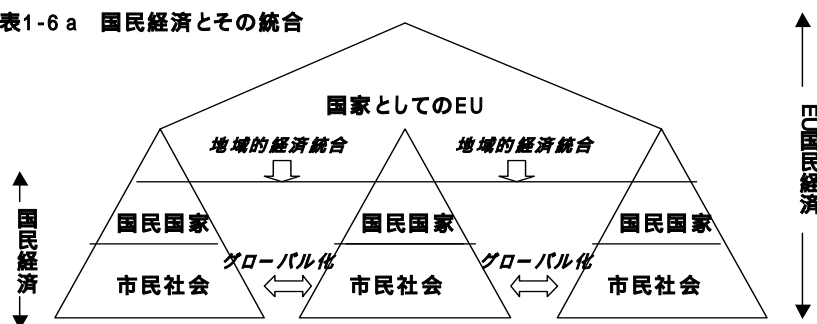 表1-6 a　国民経済とその統合
国家としてのEU
地域的経済統合　地域的経済統合
国民国家　国民国家　国民国家
グローバル化　グローバル化
市民社会　市民社会　市民社会
国民経済
EU国民経済